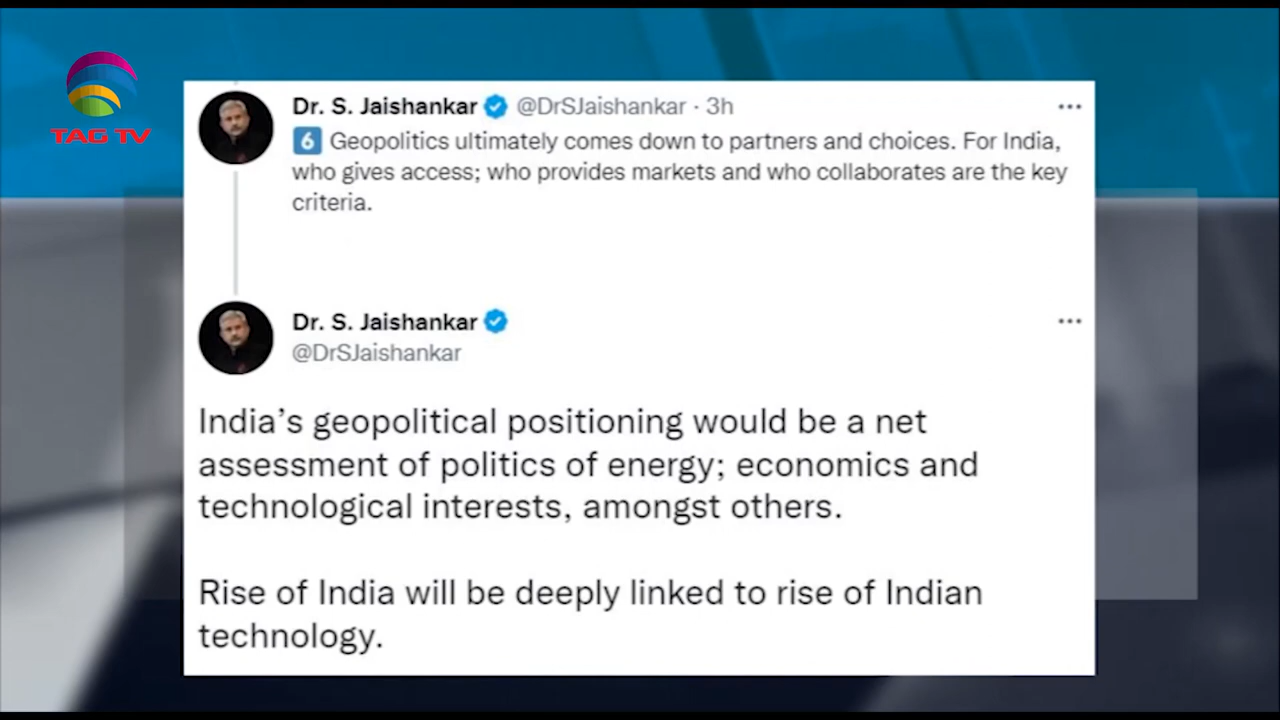 TAG TV
Dr. S. Jaishankar @DrSJaishankar · 3h
6 Geopolitics ultimately comes down to partners and choices. For India,
who gives access; who provides markets and who collaborates are the key
criteria.
Dr. S. Jaishankar
@DrSJaishankar
India’s geopolitical positioning would be a net
assessment of politics of energy; economics and
technological interests, amongst others.
Rise of India will be deeply linked to rise of Indian
technology.